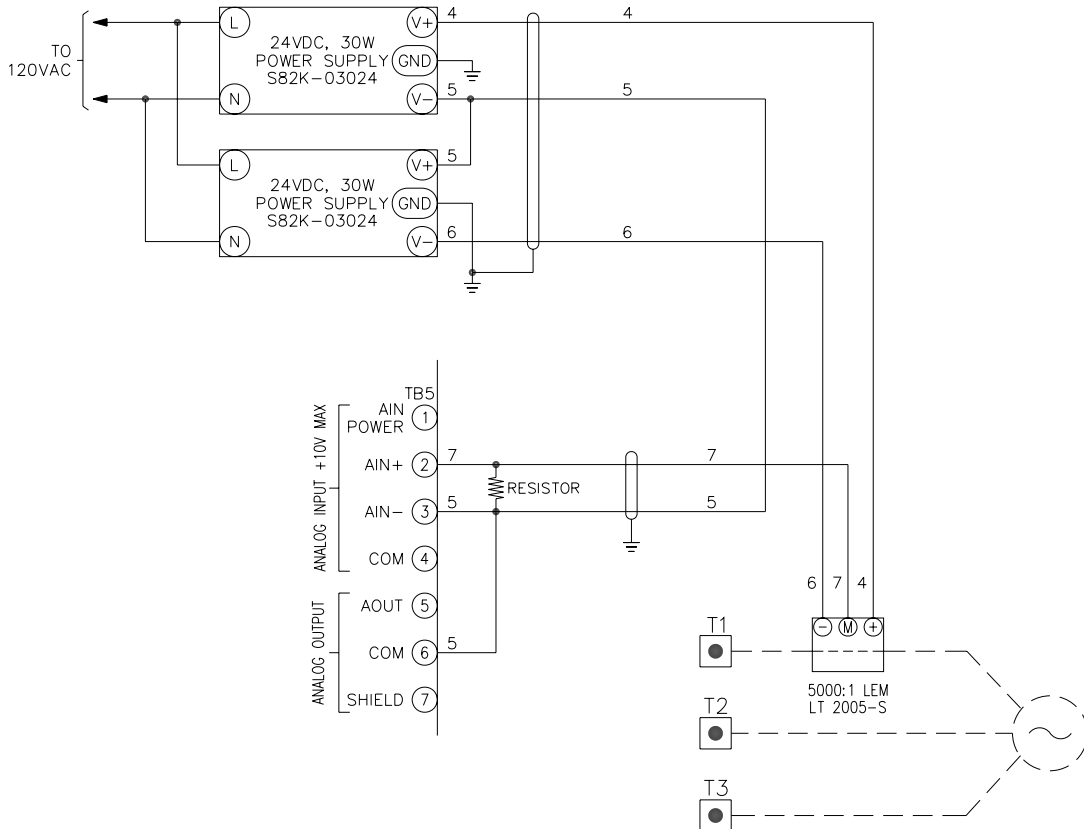 TO
120VAC
L
N
24VDC, 30W
POWER SUPPLY
S82K-03024
V+
GND
V-
4
4
5
5
L
N
24VDC, 30W
POWER SUPPLY
S82K-03024
V+
GND
V-
5
6
6
TB5
ANALOG INPUT +10V MAX
AIN
POWER
1
AIN+
2
7
7
RESISTOR
AIN-
3
5
5
COM
4
ANALOG OUTPUT
AOUT
5
COM
6
5
SHIELD
7
6
7
4
-
M
+
5000:1 LEM
LT 2005-S
T1
T2
T3